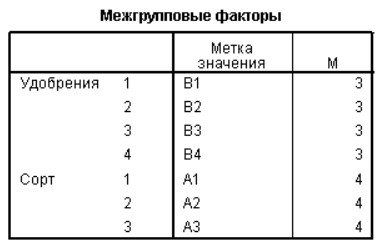 Межгрупповые факторы
Метка значения М
Удобрения 1 B1 3
2 B2 3
3 B3 3
4 B4 3
Сорт 1 A1 4
2 A2 4
3 A3 4